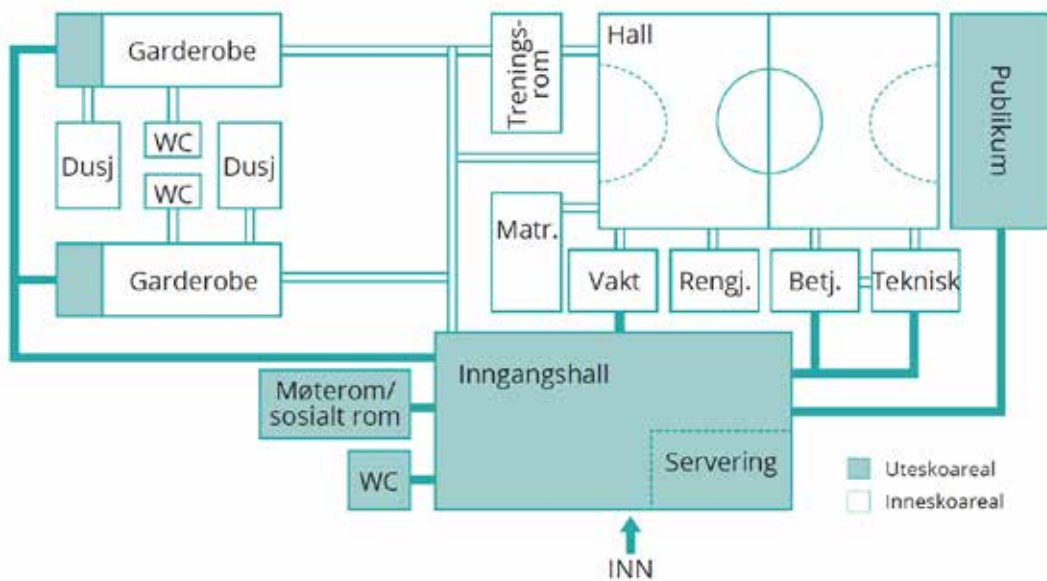 Garderobe
Dusj
WC
WC
Dusj
Garderobe
Trenings-
rom
Hall
Publikum
Matr.
Vakt
Rengj.
Betj.
Teknisk
Inngangshall
Møterom/
sosialt rom
WC
Servering
INN
Uteskoareal
Inneskoareal